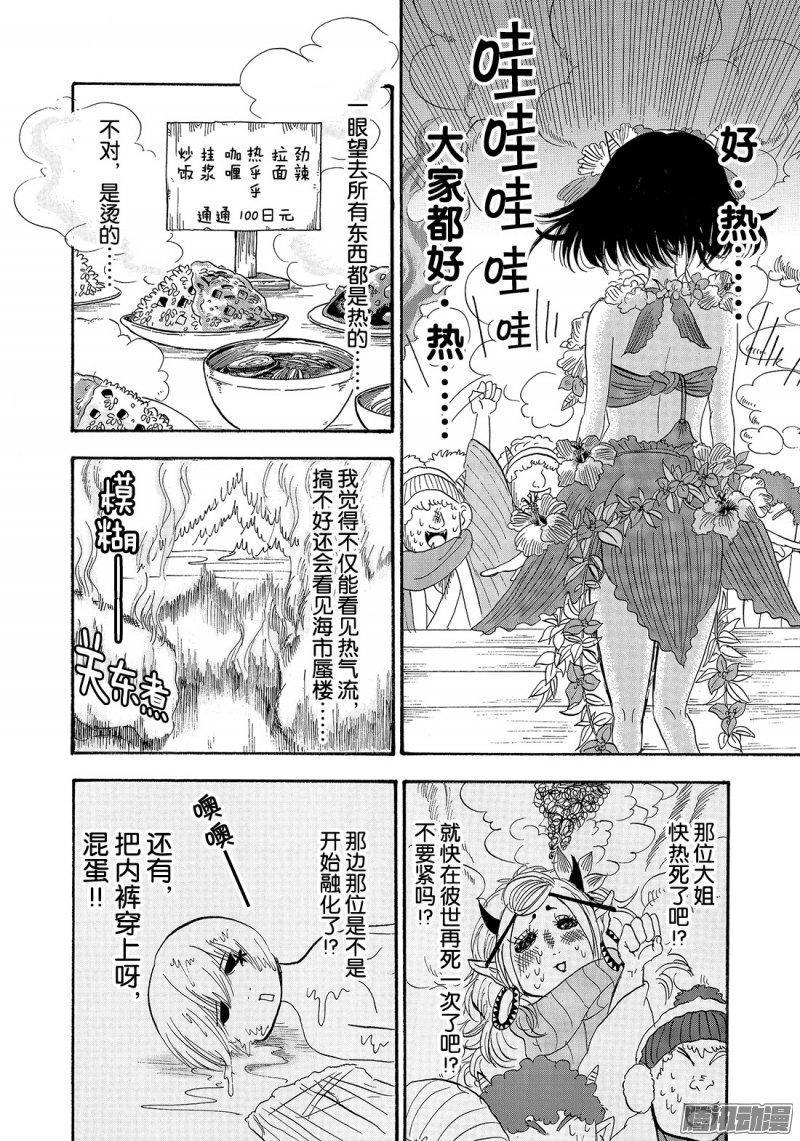 好·热……
大家都好·热………
哇哇哇哇哇
一眼望去所有东西都是热的……
劲辣
拉面
热乎乎
咖喱
挂浆
炒饭
通通100日元
不对，是烫的……
我觉得不仅能看见热气流，
搞不好还会看见海市蜃楼……
模糊
关东煮
那位大姐
快热死了吧!?
就快在彼世再死一次了吧!?
不要紧吗!?
那边那位是不是
开始融化了!?
噢噢
还有，
把内裤穿上呀，
混蛋!!
腾讯动漫